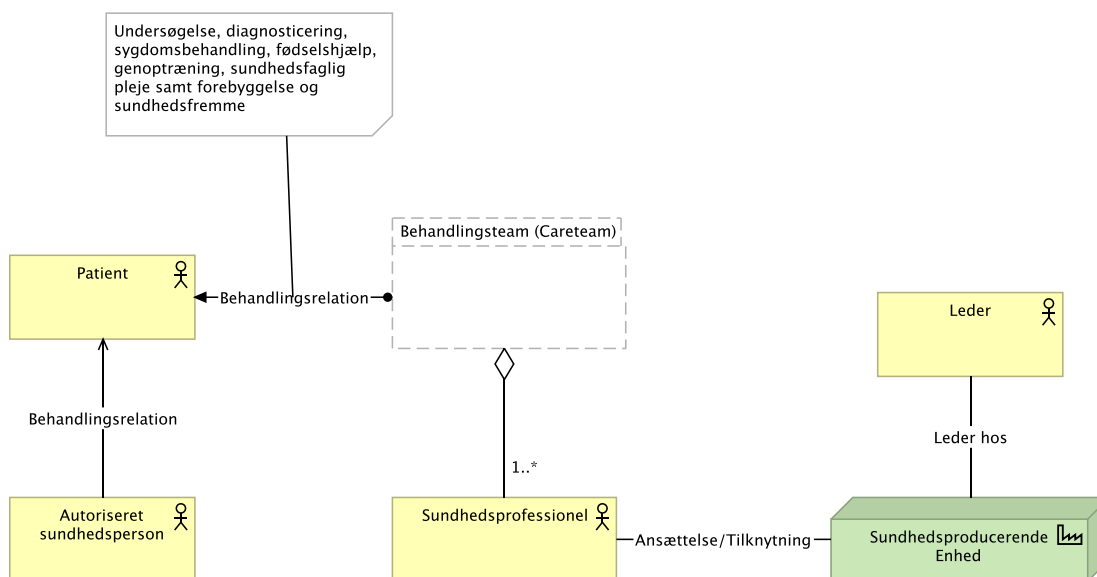 Undersøgelse, diagnosticering,
sygdomsbehandling, fødselshjælp,
genoptræning, sundhedsfaglig
pleje samt forebyggelse og
sundhedsfremme
Behandlingsteam (Careteam)
Patient
Behandlingsrelation
Leder
Behandlingsrelation
Leder hos
1..*
Autoriseret
sundhedsperson
Sundhedsprofessionel
Ansættelse/Tilknytning
Sundhedsproducerende
Enhed